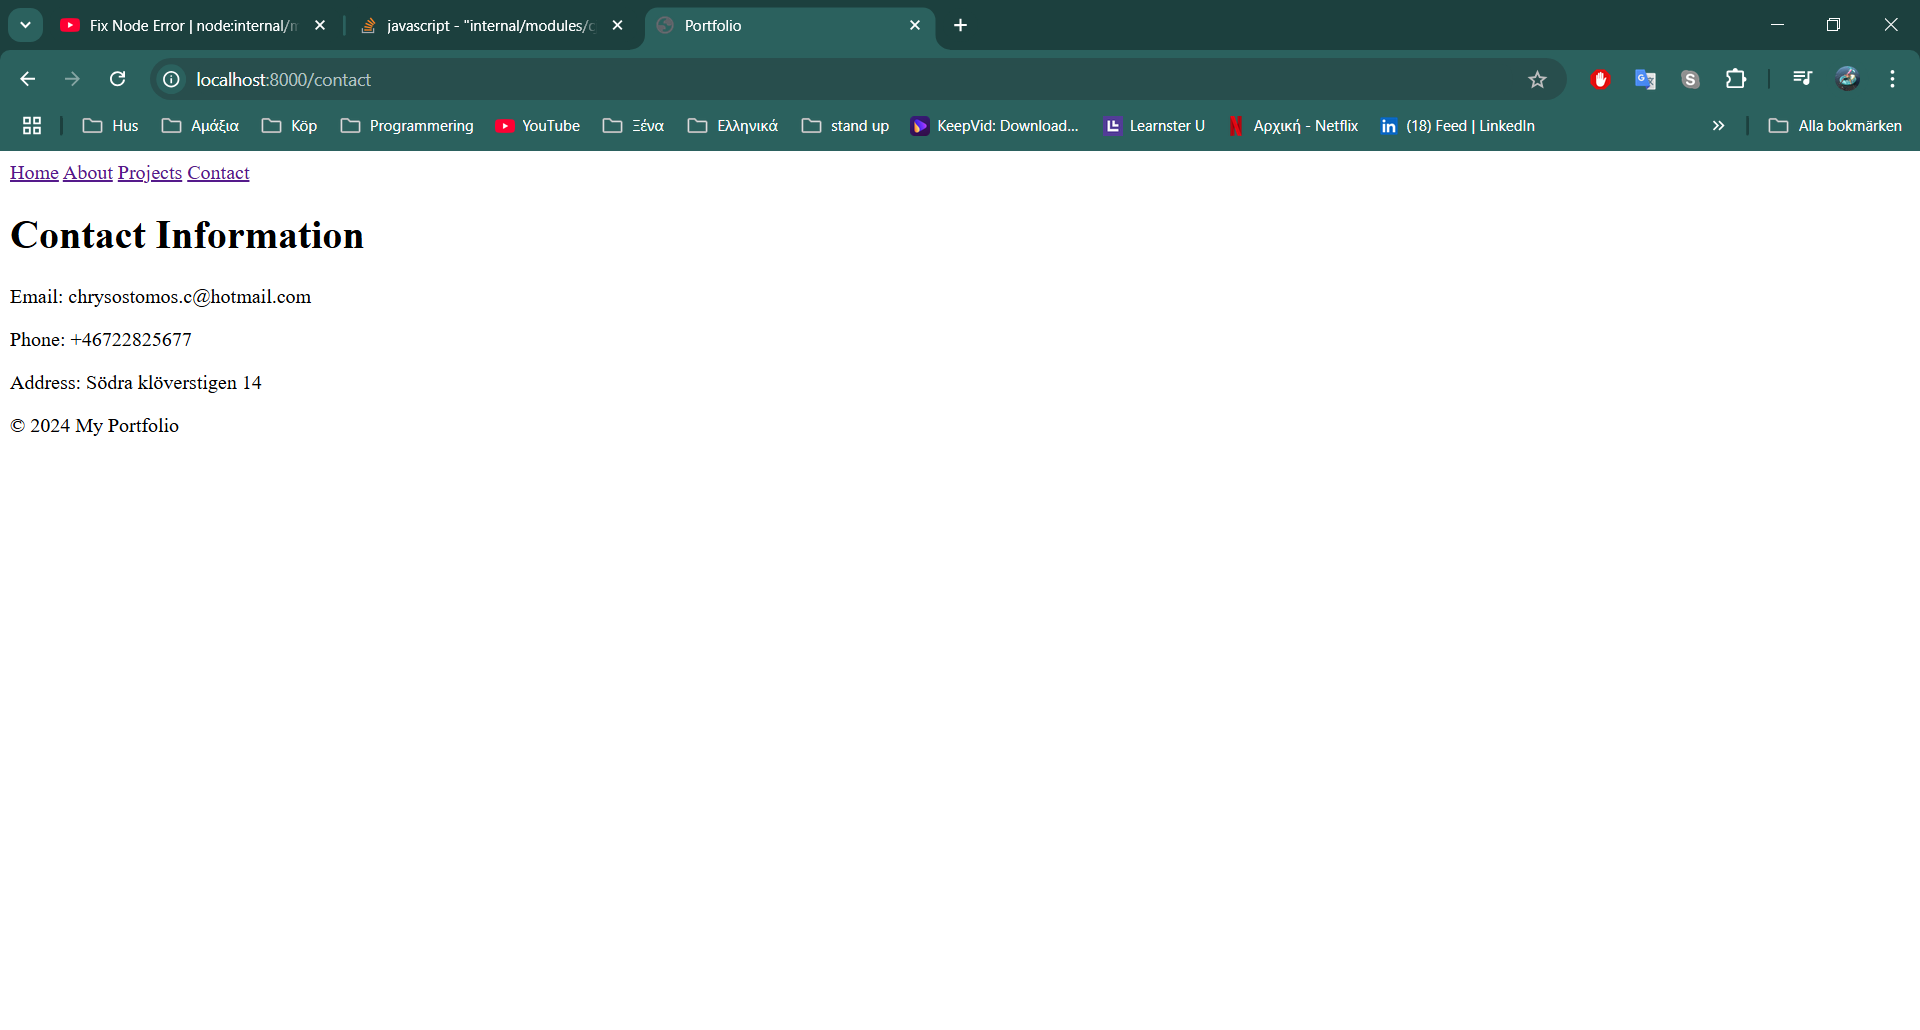 Fix Node Error | node:internal/m
javascript - "internal/modules/c
Portfolio
localhost:8000/contact
Hus
Αμάξια
Köp
Programmering
YouTube
Ξένα
Ελληνικά
stand up
KeepVid: Download...
Learnster U
Αρχική - Netflix
(18) Feed | LinkedIn
Alla bokmärken
Home About Projects Contact
Contact Information
Email: chrysostomos.c@hotmail.com
Phone: +46722825677
Address: Södra klöverstigen 14
© 2024 My Portfolio